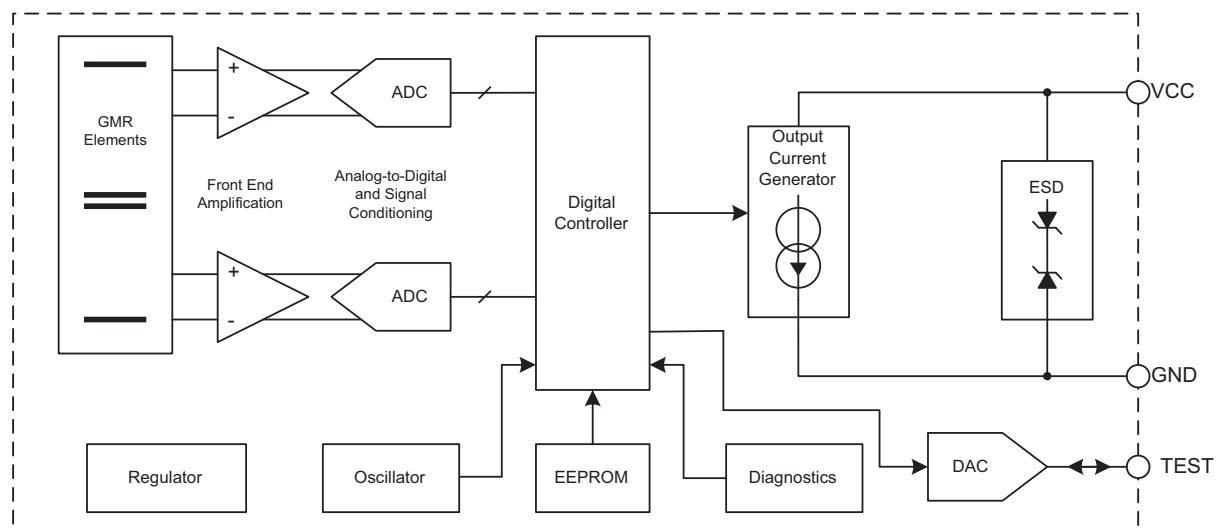 GMR
Elements
+
-
ADC
Front End
Amplification
Analog-to-Digital
and Signal
Conditioning
+
-
ADC
Digital
Controller
Output
Current
Generator
ESD
VCC
GND
Regulator
Oscillator
EEPROM
Diagnostics
DAC
TEST